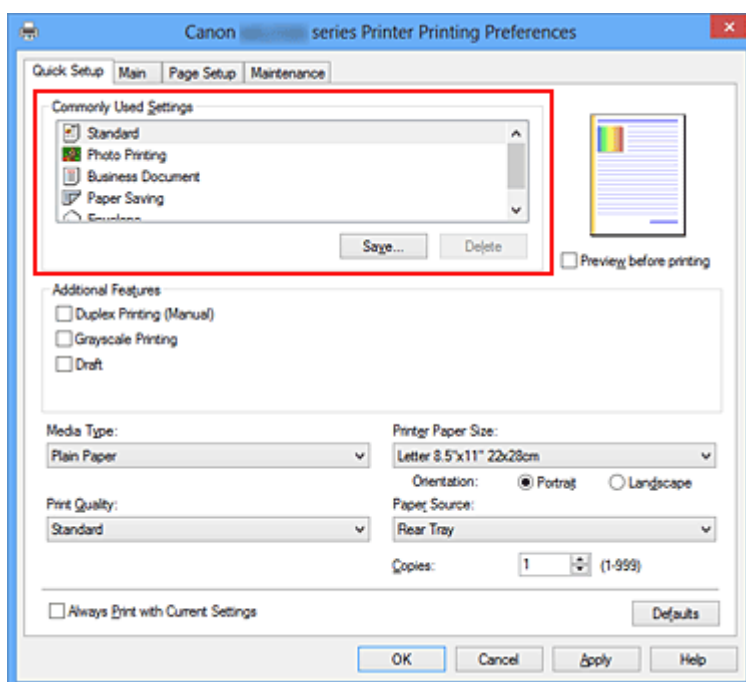 Canon series Printer Printing Preferences
Quick Setup Main Page Setup Maintenance
Commonly Used Settings
Standard
Photo Printing
Business Document
Paper Saving
Envelope
Save... Delete
Preview before printing
Additional Features
Duplex Printing (Manual)
Grayscale Printing
Draft
Media Type: Printer Paper Size:
Plain Paper Letter 8.5"x11" 22x28cm
Orientation: Portrait Landscape
Print Quality: Paper Source:
Standard Rear Tray
Copies: 1 (1-999)
Always Print with Current Settings Defaults
OK Cancel Apply Help